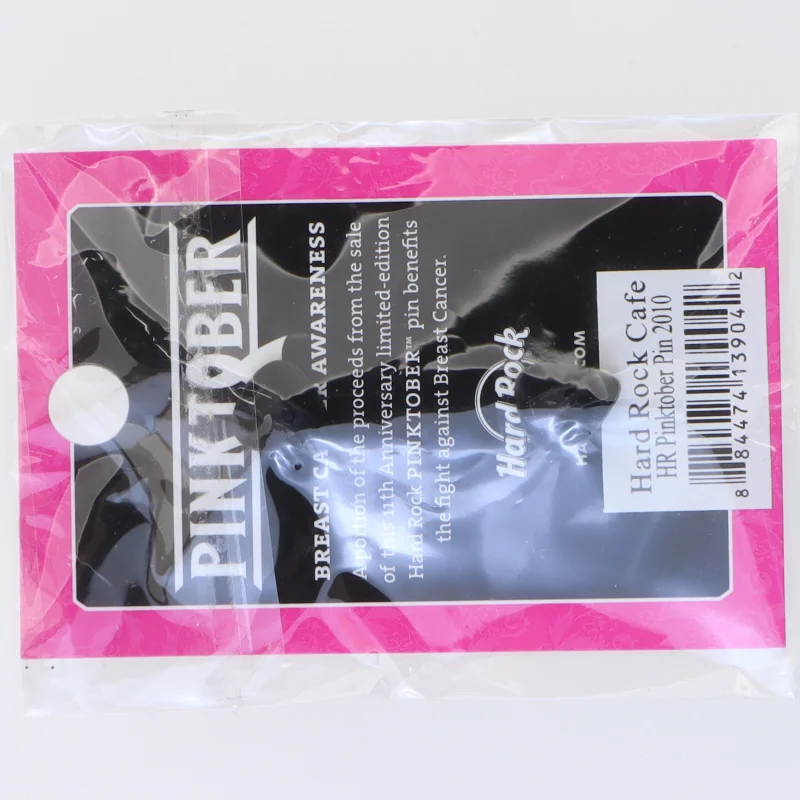 PINKTOBER
BREAST CA R AWARENESS
A portion of the proceeds from the sale
of this 11th Anniversary limited-edition
Hard Rock PINKTOBER™ pin benefits
the fight against Breast Cancer.
Hard Rock
HA .COM
Hard Rock Cafe
HR Pinktober Pin 2010
8 84474 13904 2